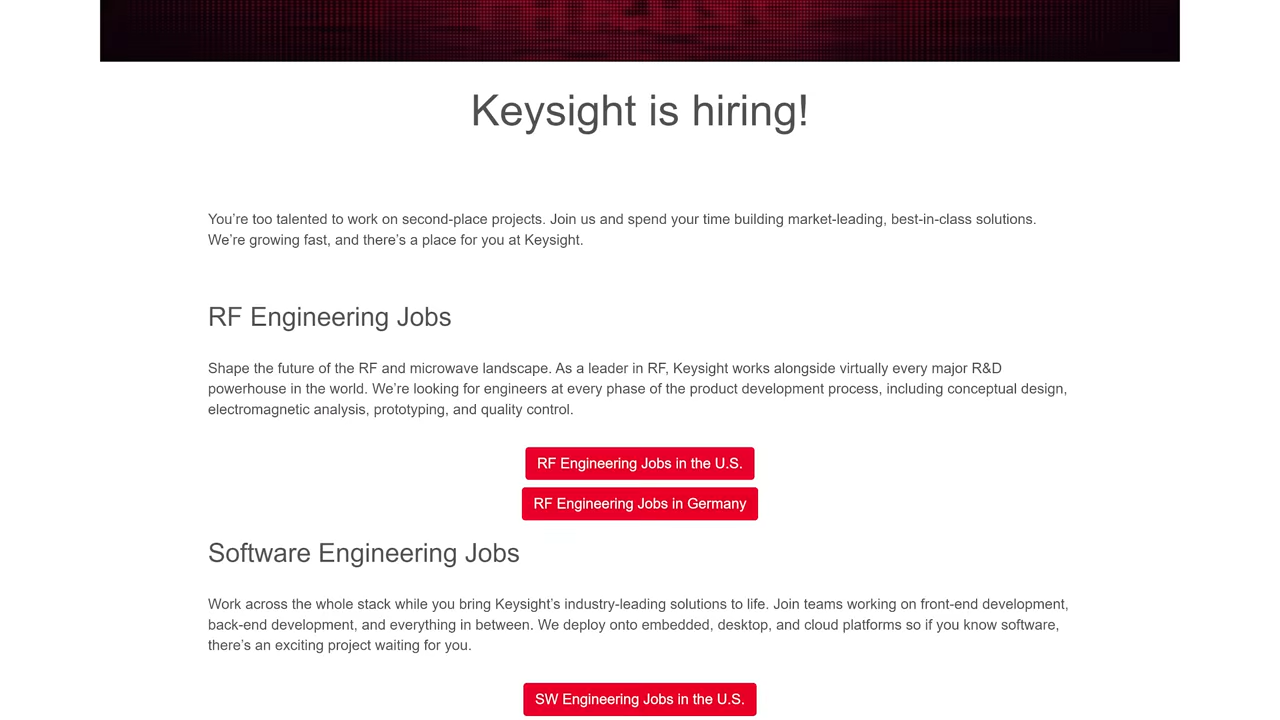 Keysight is hiring!
You’re too talented to work on second-place projects. Join us and spend your time building market-leading, best-in-class solutions.
We’re growing fast, and there’s a place for you at Keysight.
RF Engineering Jobs
Shape the future of the RF and microwave landscape. As a leader in RF, Keysight works alongside virtually every major R&D
powerhouse in the world. We’re looking for engineers at every phase of the product development process, including conceptual design,
electromagnetic analysis, prototyping, and quality control.
RF Engineering Jobs in the U.S.
RF Engineering Jobs in Germany
Software Engineering Jobs
Work across the whole stack while you bring Keysight’s industry-leading solutions to life. Join teams working on front-end development,
back-end development, and everything in between. We deploy onto embedded, desktop, and cloud platforms so if you know software,
there’s an exciting project waiting for you.
SW Engineering Jobs in the U.S.